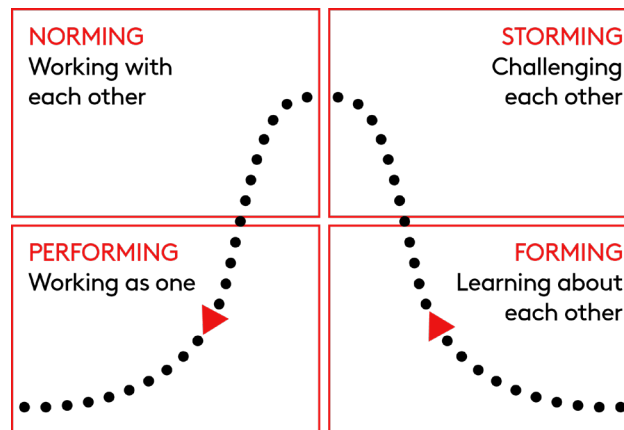 NORMING
Working with
each other
STORMING
Challenging
each other
PERFORMING
Working as one
FORMING
Learning about
each other